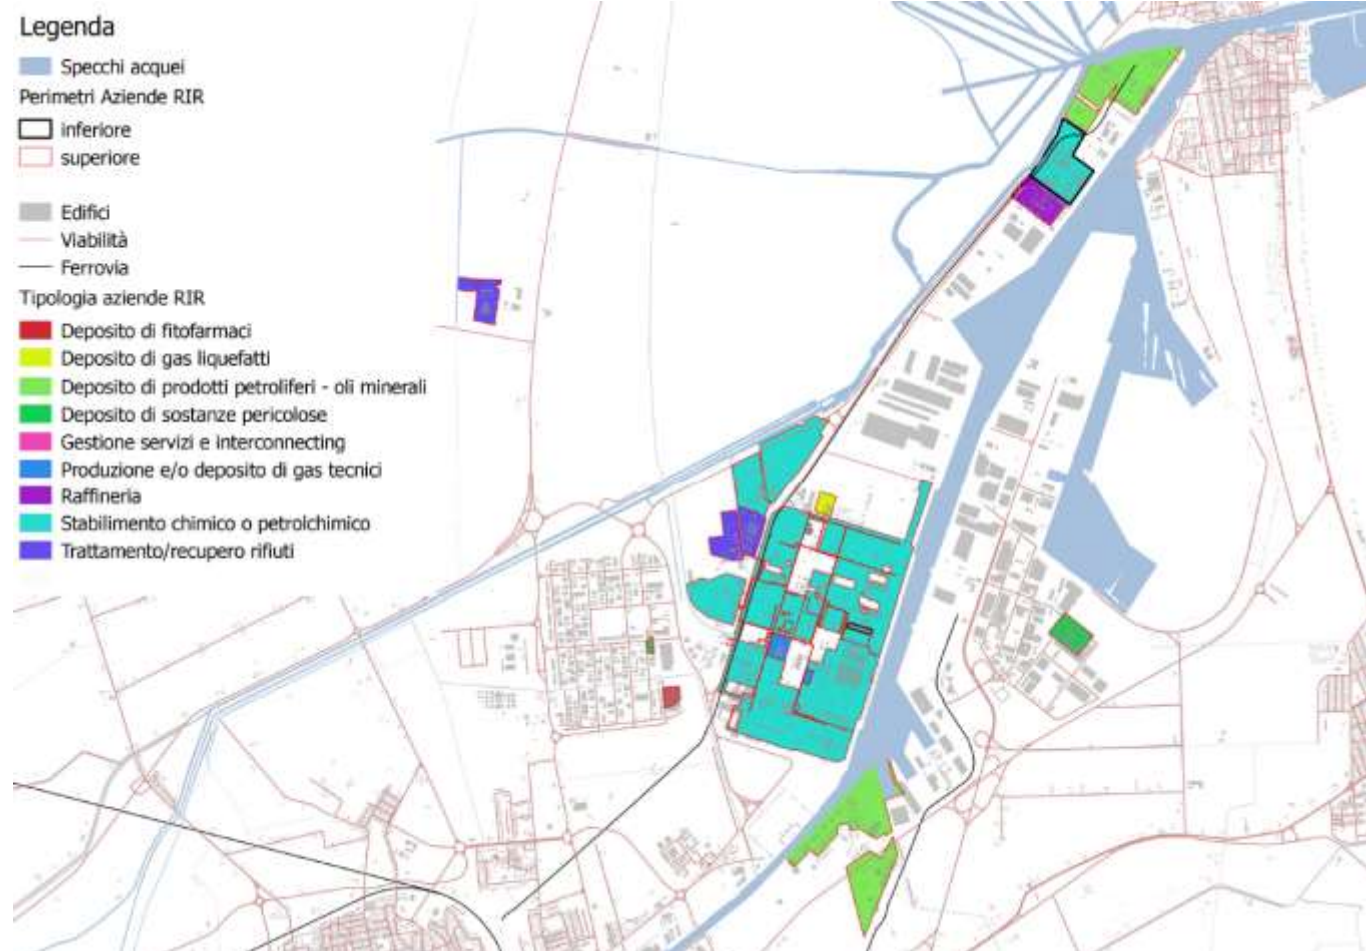 Legenda
Specchi acquei
Perimetri Aziende RIR
inferiore
superiore
Edifici
Viabilità
Ferrovia
Tipologia aziende RIR
Deposito di fitofarmaci
Deposito di gas liquefatti
Deposito di prodotti petroliferi - oli minerali
Deposito di sostanze pericolose
Gestione servizi e interconnecting
Produzione e/o deposito di gas tecnici
Raffineria
Stabilimento chimico o petrolchimico
Trattamento/recupero rifiuti